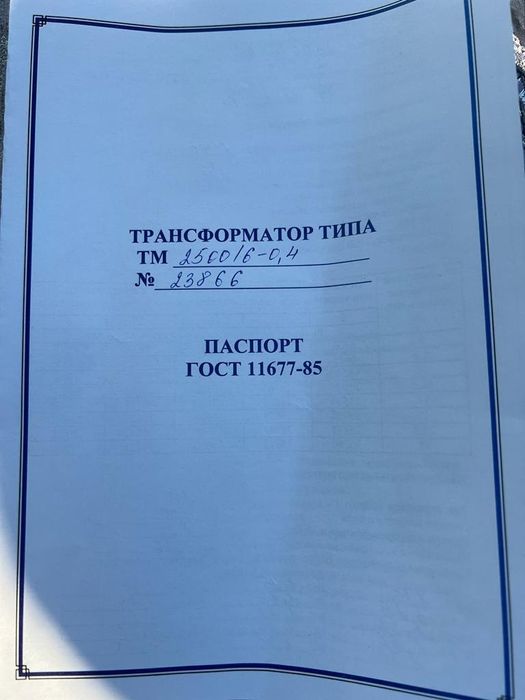 ТРАНСФОРМАТОР ТИПА
ТМ 2500/6-0,4
№ 23866
ПАСПОРТ
ГОСТ 11677-85